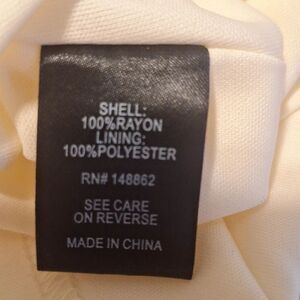 SHELL:
100%RAYON
LINING:
100%POLYESTER
RN# 148862
SEE CARE
ON REVERSE
MADE IN CHINA